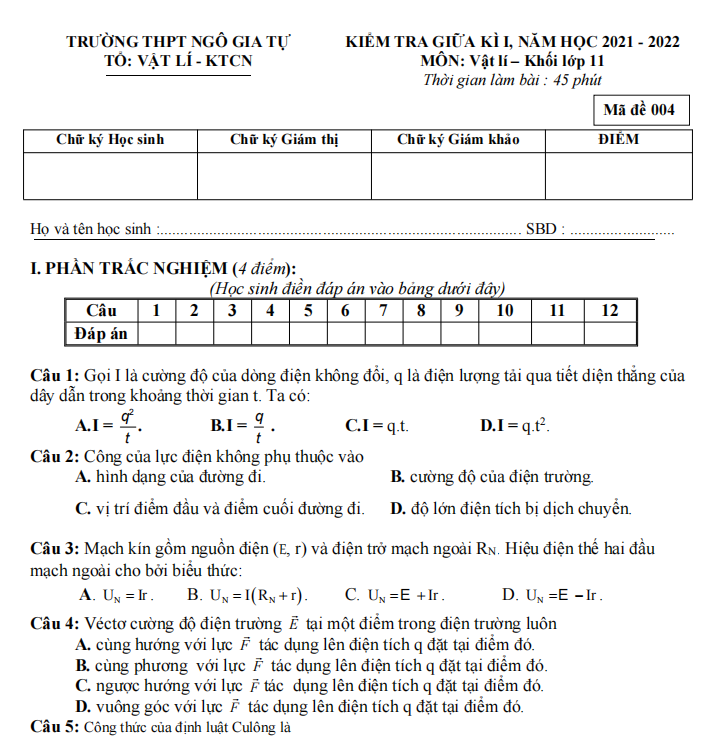 TRƯỜNG THPT NGÔ GIA TỰ
TỔ: VẬT LÍ - KTCN
KIỂM TRA GIỮA KÌ I, NĂM HỌC 2021 - 2022
MÔN: Vật lí – Khối lớp 11
Thời gian làm bài : 45 phút
Mã đề 004
Chữ ký Học sinh Chữ ký Giám thị Chữ ký Giám khảo ĐIỂM
Họ và tên học sinh :............................................................................... SBD : .......................
I. PHẦN TRẮC NGHIỆM (4 điểm):
(Học sinh điền đáp án vào bảng dưới đây)
Câu 1 2 3 4 5 6 7 8 9 10 11 12
Đáp án
Câu 1: Gọi I là cường độ của dòng điện không đổi, q là điện lượng tải qua tiết diện thẳng của
dây dẫn trong khoảng thời gian t. Ta có:
A.I = q²/t . B.I = q/t . C.I = q.t. D.I = q.t².
Câu 2: Công của lực điện không phụ thuộc vào
A. hình dạng của đường đi. B. cường độ của điện trường.
C. vị trí điểm đầu và điểm cuối đường đi. D. độ lớn điện tích bị dịch chuyển.
Câu 3: Mạch kín gồm nguồn điện (E, r) và điện trở mạch ngoài R_N. Hiệu điện thế hai đầu
mạch ngoài cho bởi biểu thức:
A. U_N = Ir . B. U_N = I(R_N + r) . C. U_N =E + Ir . D. U_N =E − Ir .
Câu 4: Véctơ cường độ điện trường E⃗ tại một điểm trong điện trường luôn
A. cùng hướng với lực F⃗ tác dụng lên điện tích q đặt tại điểm đó.
B. cùng phương với lực F⃗ tác dụng lên điện tích q đặt tại điểm đó.
C. ngược hướng với lực F⃗ tác dụng lên điện tích q đặt tại điểm đó.
D. vuông góc với lực F⃗ tác dụng lên điện tích q đặt tại điểm đó.
Câu 5: Công thức của định luật Culông là